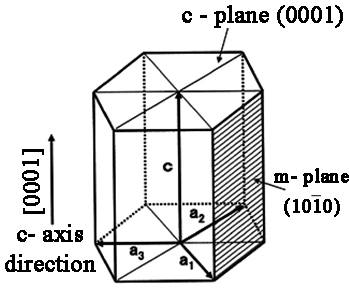 c - plane (0001)
[0001]
c- axis
direction
c
a₂
a₃
a₁
m- plane
(101̄0)